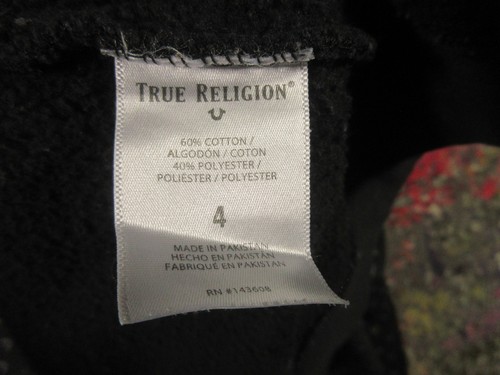 TRUE RELIGION®
60% COTTON /
ALGODÓN / COTON
40% POLYESTER /
POLIÉSTER / POLYESTER
4
MADE IN PAKISTAN
HECHO EN PAKISTAN
FABRIQUE EN PAKISTAN
RN #143608